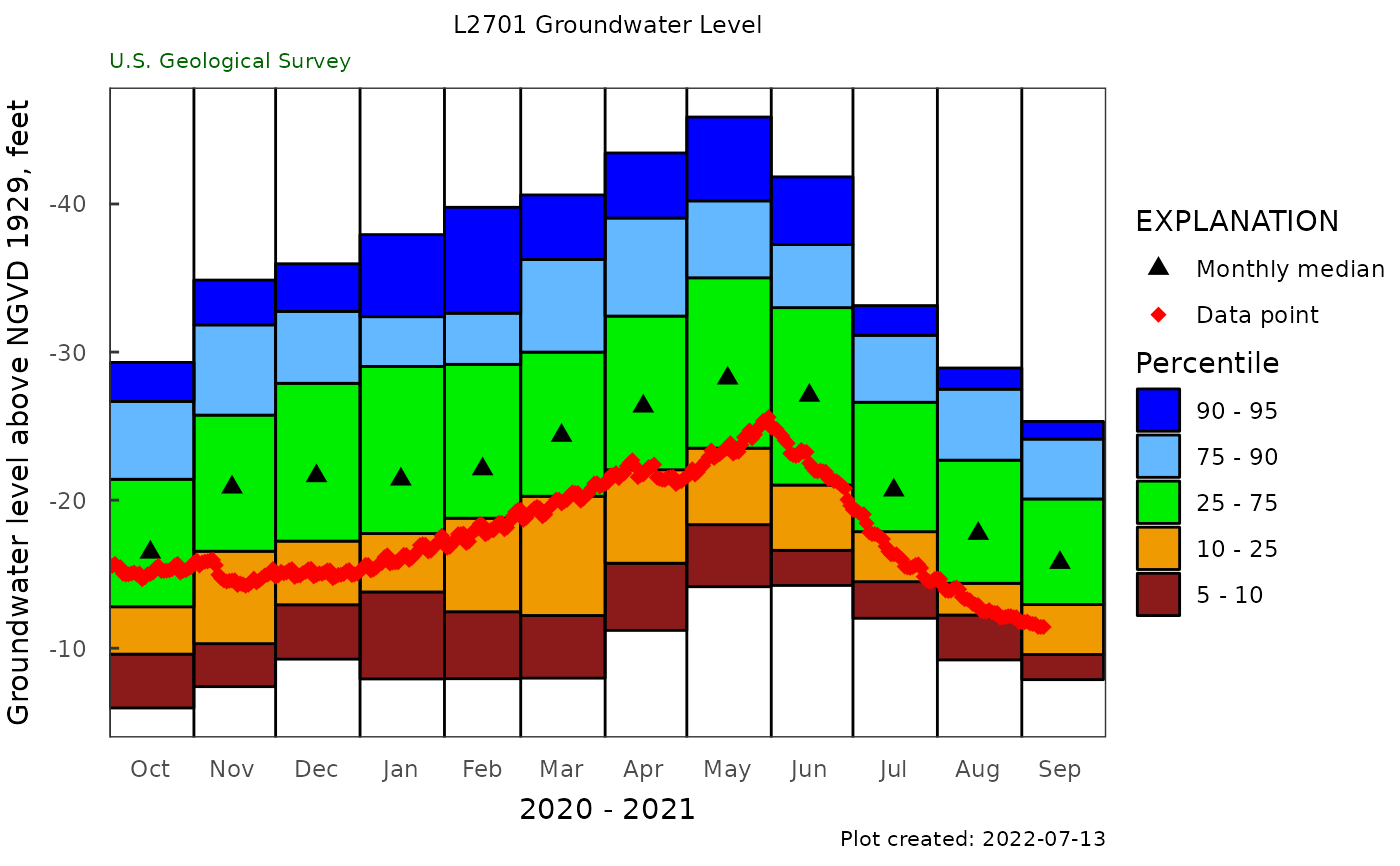 L2701 Groundwater Level
U.S. Geological Survey
Groundwater level above NGVD 1929, feet
-40
-30
-20
-10
Oct Nov Dec Jan Feb Mar Apr May Jun Jul Aug Sep
2020 - 2021
Plot created: 2022-07-13
EXPLANATION
Monthly median
Data point
Percentile
90 - 95
75 - 90
25 - 75
10 - 25
5 - 10